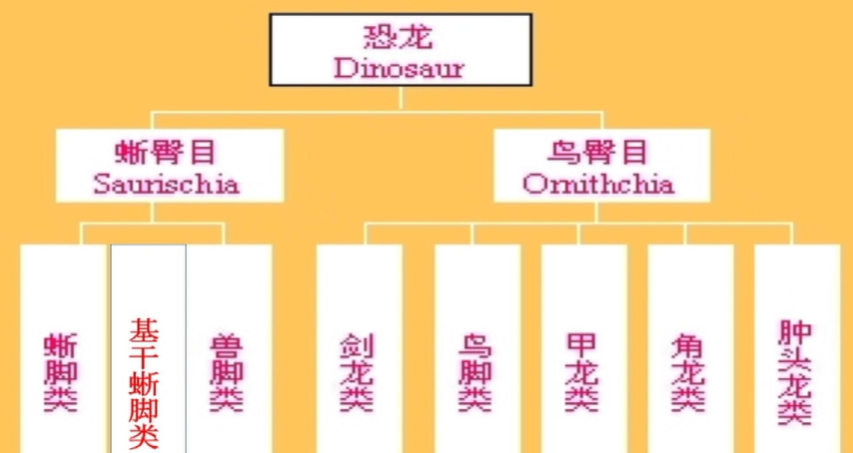 恐龙
Dinosaur
蜥臀目
Saurischia
鸟臀目
Ornithchia
蜥脚类
基干蜥脚类
兽脚类
剑龙类
鸟脚类
甲龙类
角龙类
肿头龙类